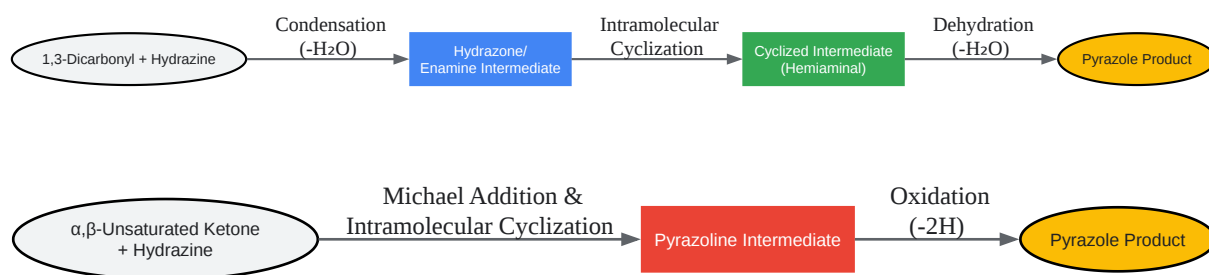 Condensation
(-H₂O)
Intramolecular
Cyclization
Dehydration
(-H₂O)
1,3-Dicarbonyl + Hydrazine
Hydrazone/
Enamine Intermediate
Cyclized Intermediate
(Hemiaminal)
Pyrazole Product
Michael Addition &
Intramolecular Cyclization
Oxidation
(-2H)
α,β-Unsaturated Ketone
+ Hydrazine
Pyrazoline Intermediate
Pyrazole Product